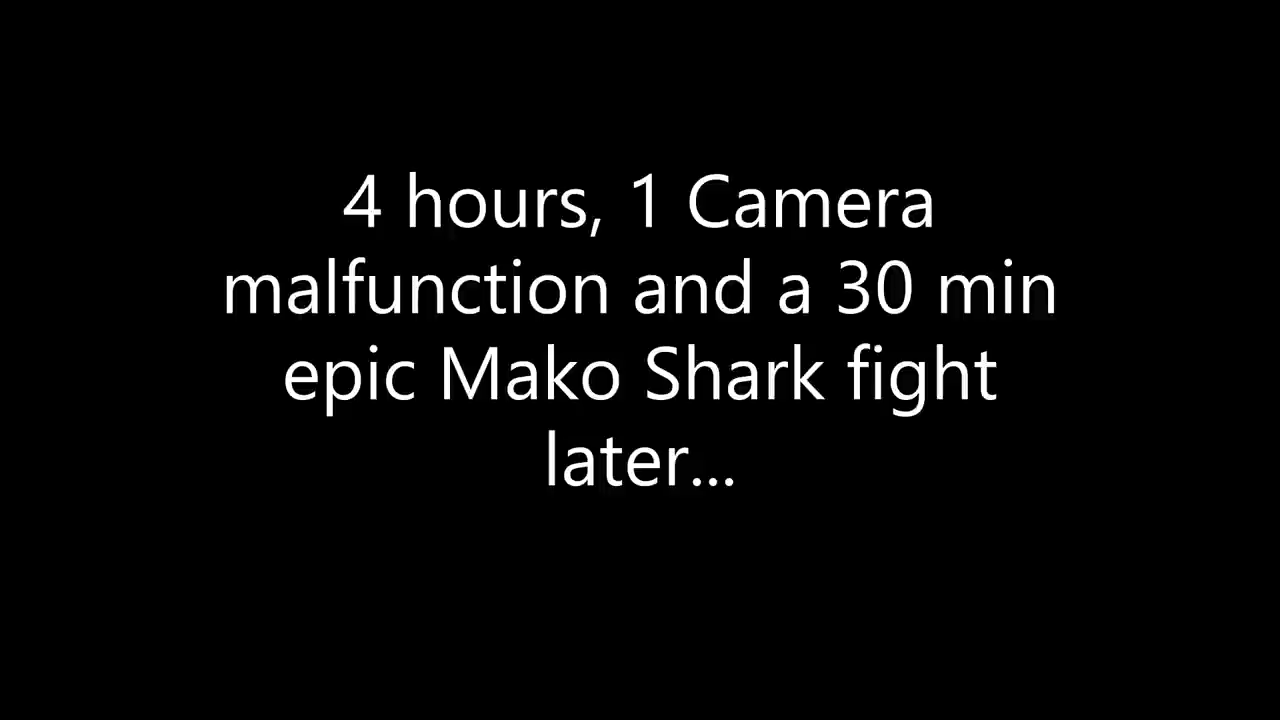 4 hours, 1 Camera
malfunction and a 30 min
epic Mako Shark fight
later...